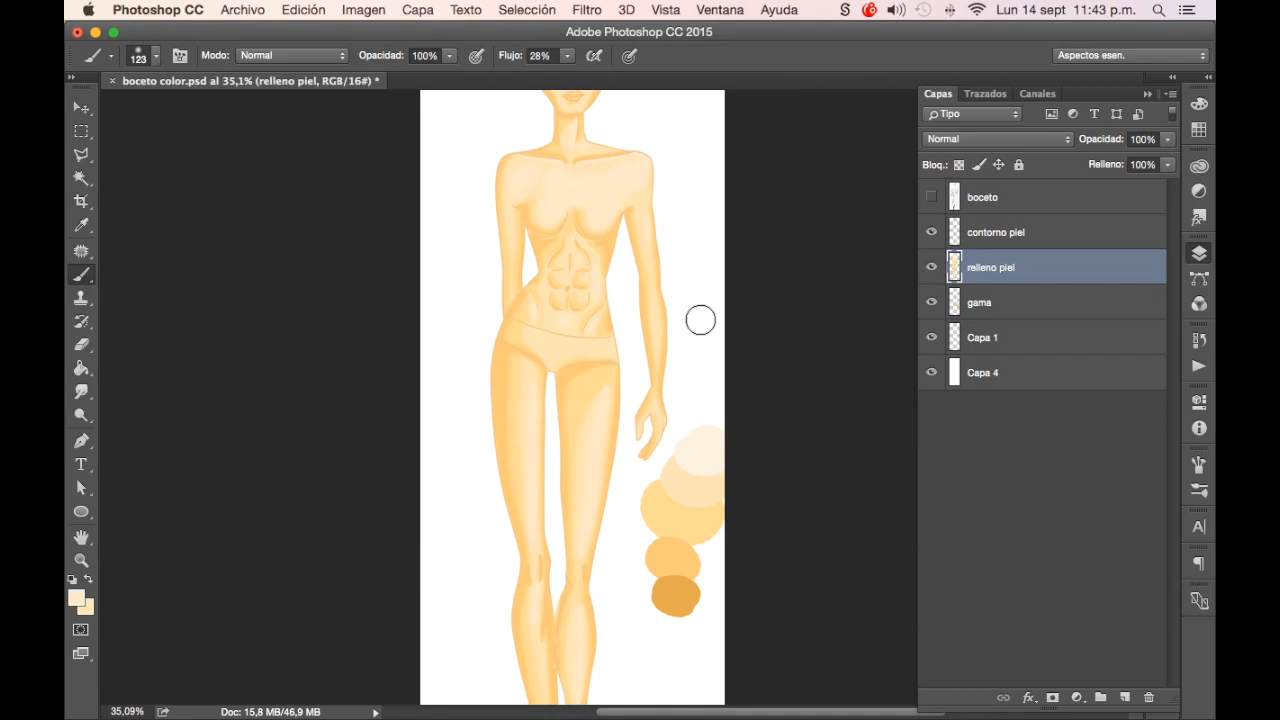 Photoshop CC Archivo Edición Imagen Capa Texto Selección Filtro 3D Vista Ventana Ayuda Lun 14 sept 11:43 p.m.
Adobe Photoshop CC 2015
123 Modo: Normal Opacidad: 100% Flujo: 28% Aspectos esen.
× boceto color.psd al 35,1% (relleno piel, RGB/16#) *
Capas Trazados Canales
Tipo
Normal Opacidad: 100%
Bloq.: Relleno: 100%
boceto
contorno piel
relleno piel
gama
Capa 1
Capa 4
35,09% Doc: 15,8 MB/46,9 MB